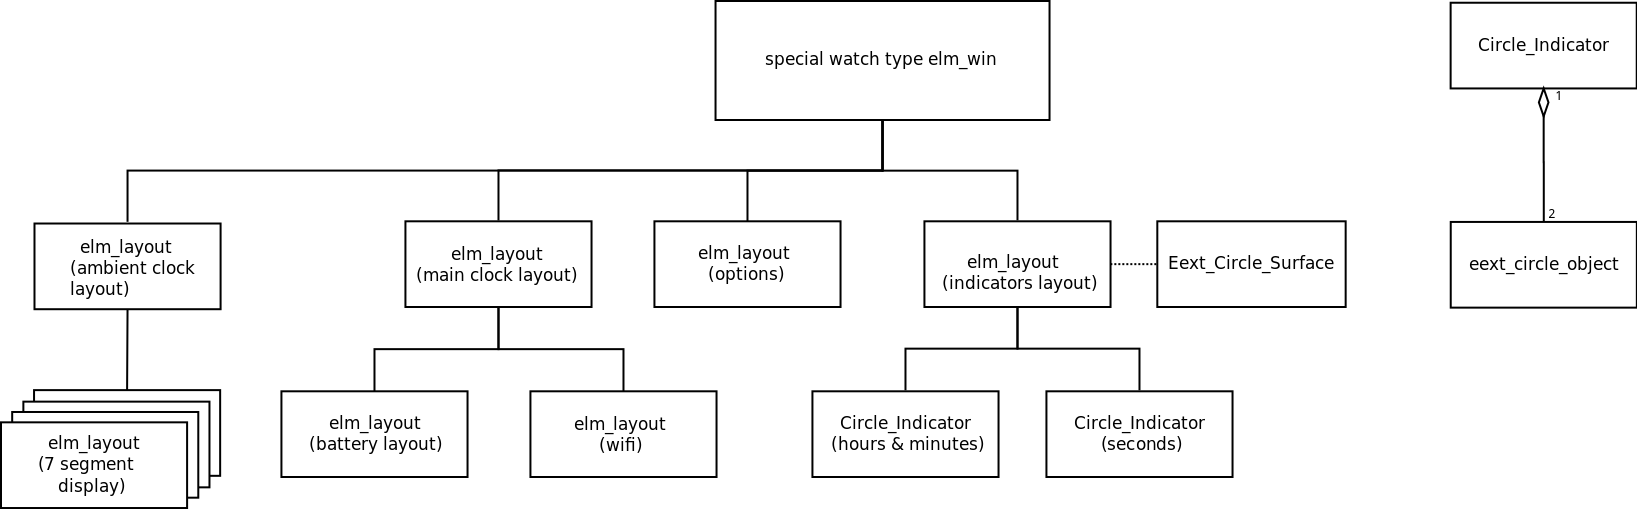 special watch type elm_win
Circle_Indicator
1
2
eext_circle_object
elm_layout
(ambient clock
layout)
elm_layout
(main clock layout)
elm_layout
(options)
elm_layout
(indicators layout)
Eext_Circle_Surface
elm_layout
(7 segment
display)
elm_layout
(battery layout)
elm_layout
(wifi)
Circle_Indicator
(hours & minutes)
Circle_Indicator
(seconds)